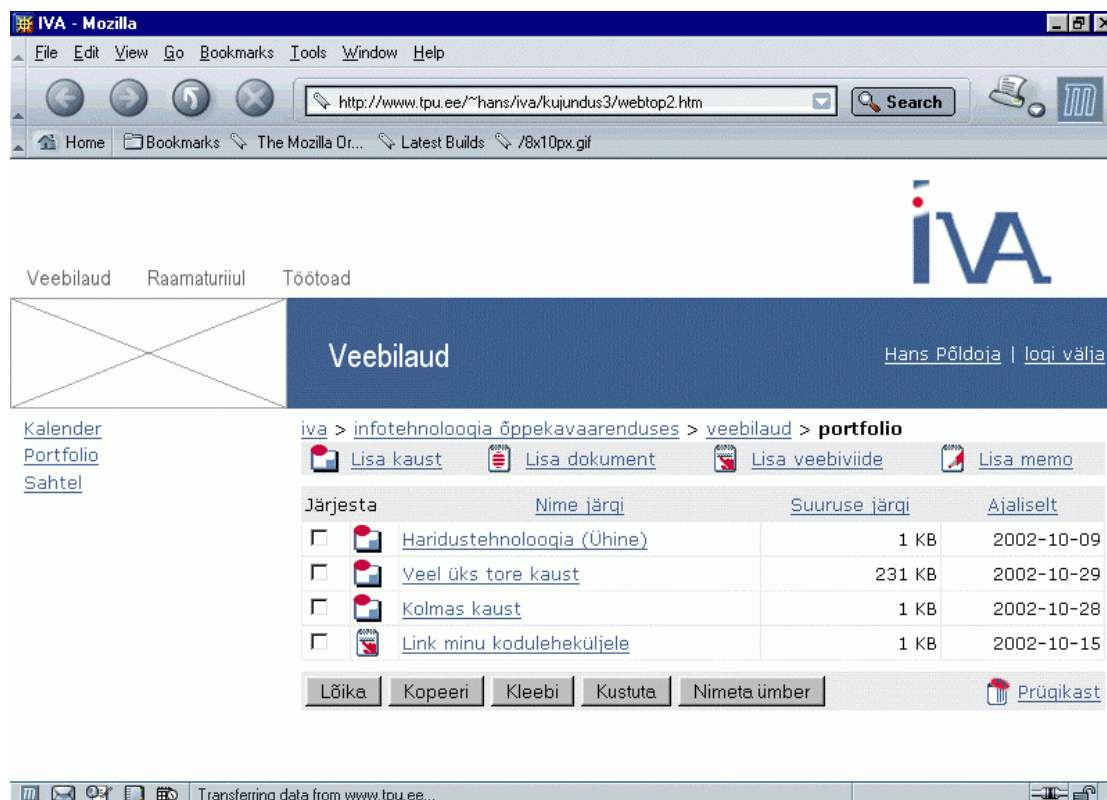 IVA - Mozilla
File Edit View Go Bookmarks Tools Window Help
http://www.tpu.ee/~hans/iva/kujundus3/webtop2.htm Search
Home Bookmarks The Mozilla Or... Latest Builds /8x10px.gif
iVA
Veebilaud Raamaturiiul Töötoad
Veebilaud Hans Põldoja | logi välja
Kalender
Portfolio
Sahtel
iva > infotehnoloogia õppekavaarenduses > veebilaud > portfolio
Lisa kaust Lisa dokument Lisa veebiviide Lisa memo
Järjesta Nime järgi Suuruse järgi Ajaliselt
Haridustehnoloogia (Ühine) 1 KB 2002-10-09
Veel üks tore kaust 231 KB 2002-10-29
Kolmas kaust 1 KB 2002-10-28
Link minu koduleheküljele 1 KB 2002-10-15
Lõika Kopeeri Kleebi Kustuta Nimeta ümber Prügikast
Transferring data from www.tpu.ee...